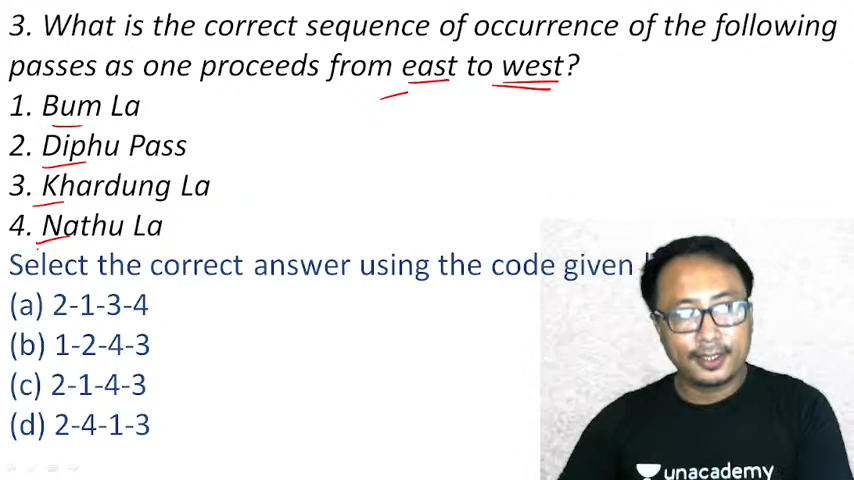 3. What is the correct sequence of occurrence of the following
passes as one proceeds from east to west?
1. Bum La
2. Diphu Pass
3. Khardung La
4. Nathu La
Select the correct answer using the code given
(a) 2-1-3-4
(b) 1-2-4-3
(c) 2-1-4-3
(d) 2-4-1-3
unacademy